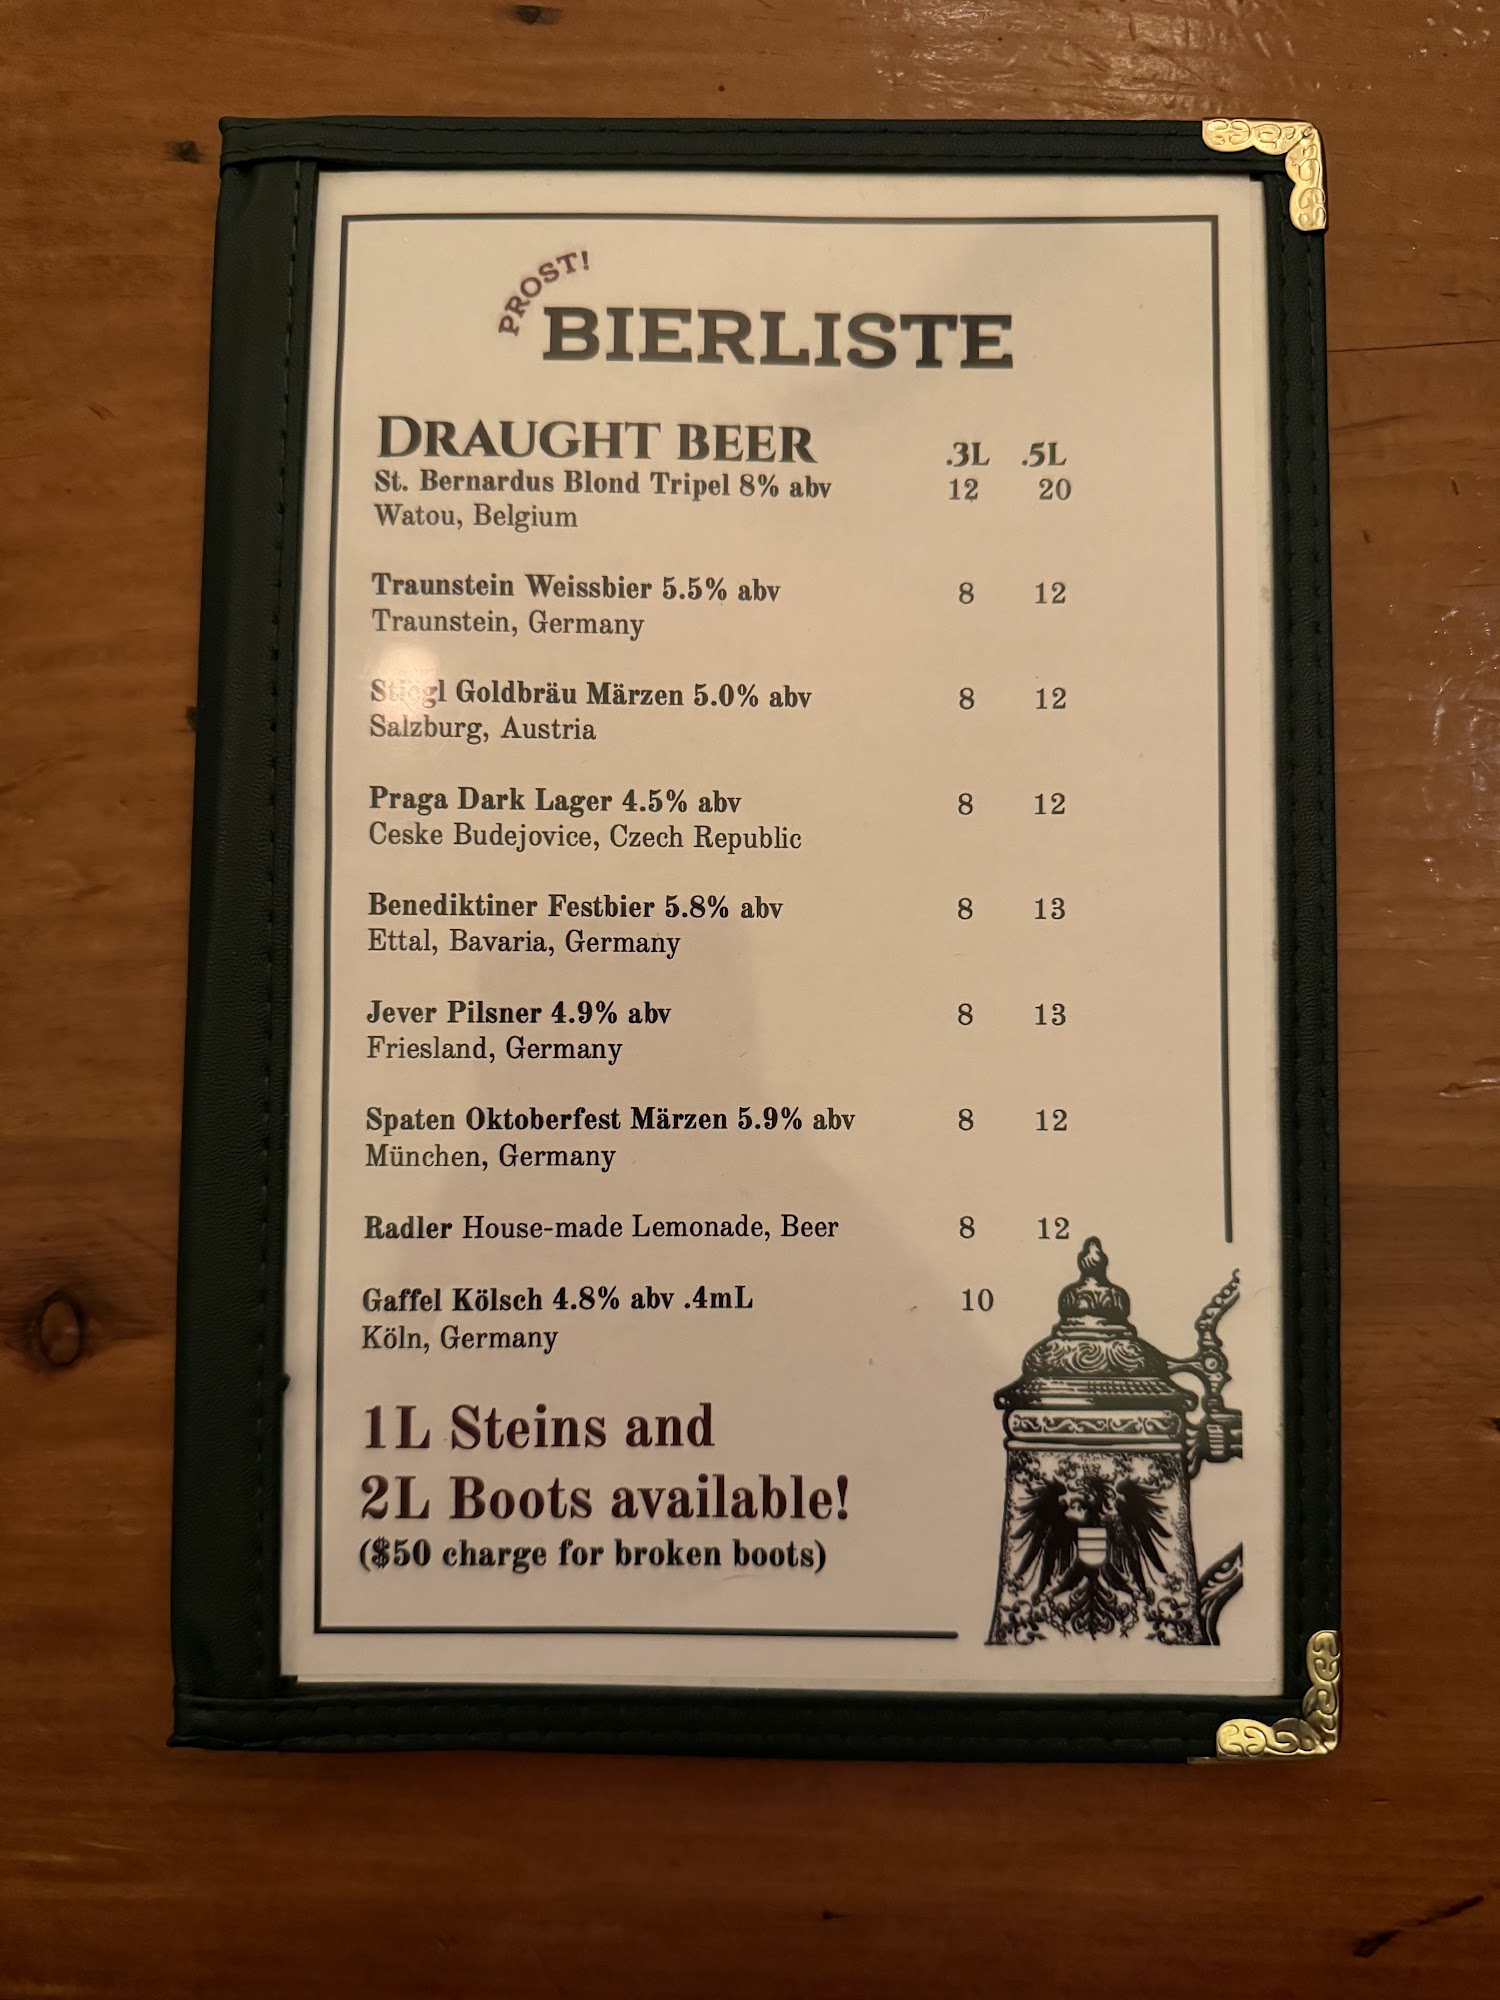 PROST!
BIERLISTE
DRAUGHT BEER .3L .5L
St. Bernardus Blond Tripel 8% abv 12 20
Watou, Belgium
Traunstein Weissbier 5.5% abv 8 12
Traunstein, Germany
Stiegl Goldbräu Märzen 5.0% abv 8 12
Salzburg, Austria
Praga Dark Lager 4.5% abv 8 12
Ceske Budejovice, Czech Republic
Benediktiner Festbier 5.8% abv 8 13
Ettal, Bavaria, Germany
Jever Pilsner 4.9% abv 8 13
Friesland, Germany
Spaten Oktoberfest Märzen 5.9% abv 8 12
München, Germany
Radler House-made Lemonade, Beer 8 12
Gaffel Kölsch 4.8% abv .4mL 10
Köln, Germany
1L Steins and
2L Boots available!
($50 charge for broken boots)